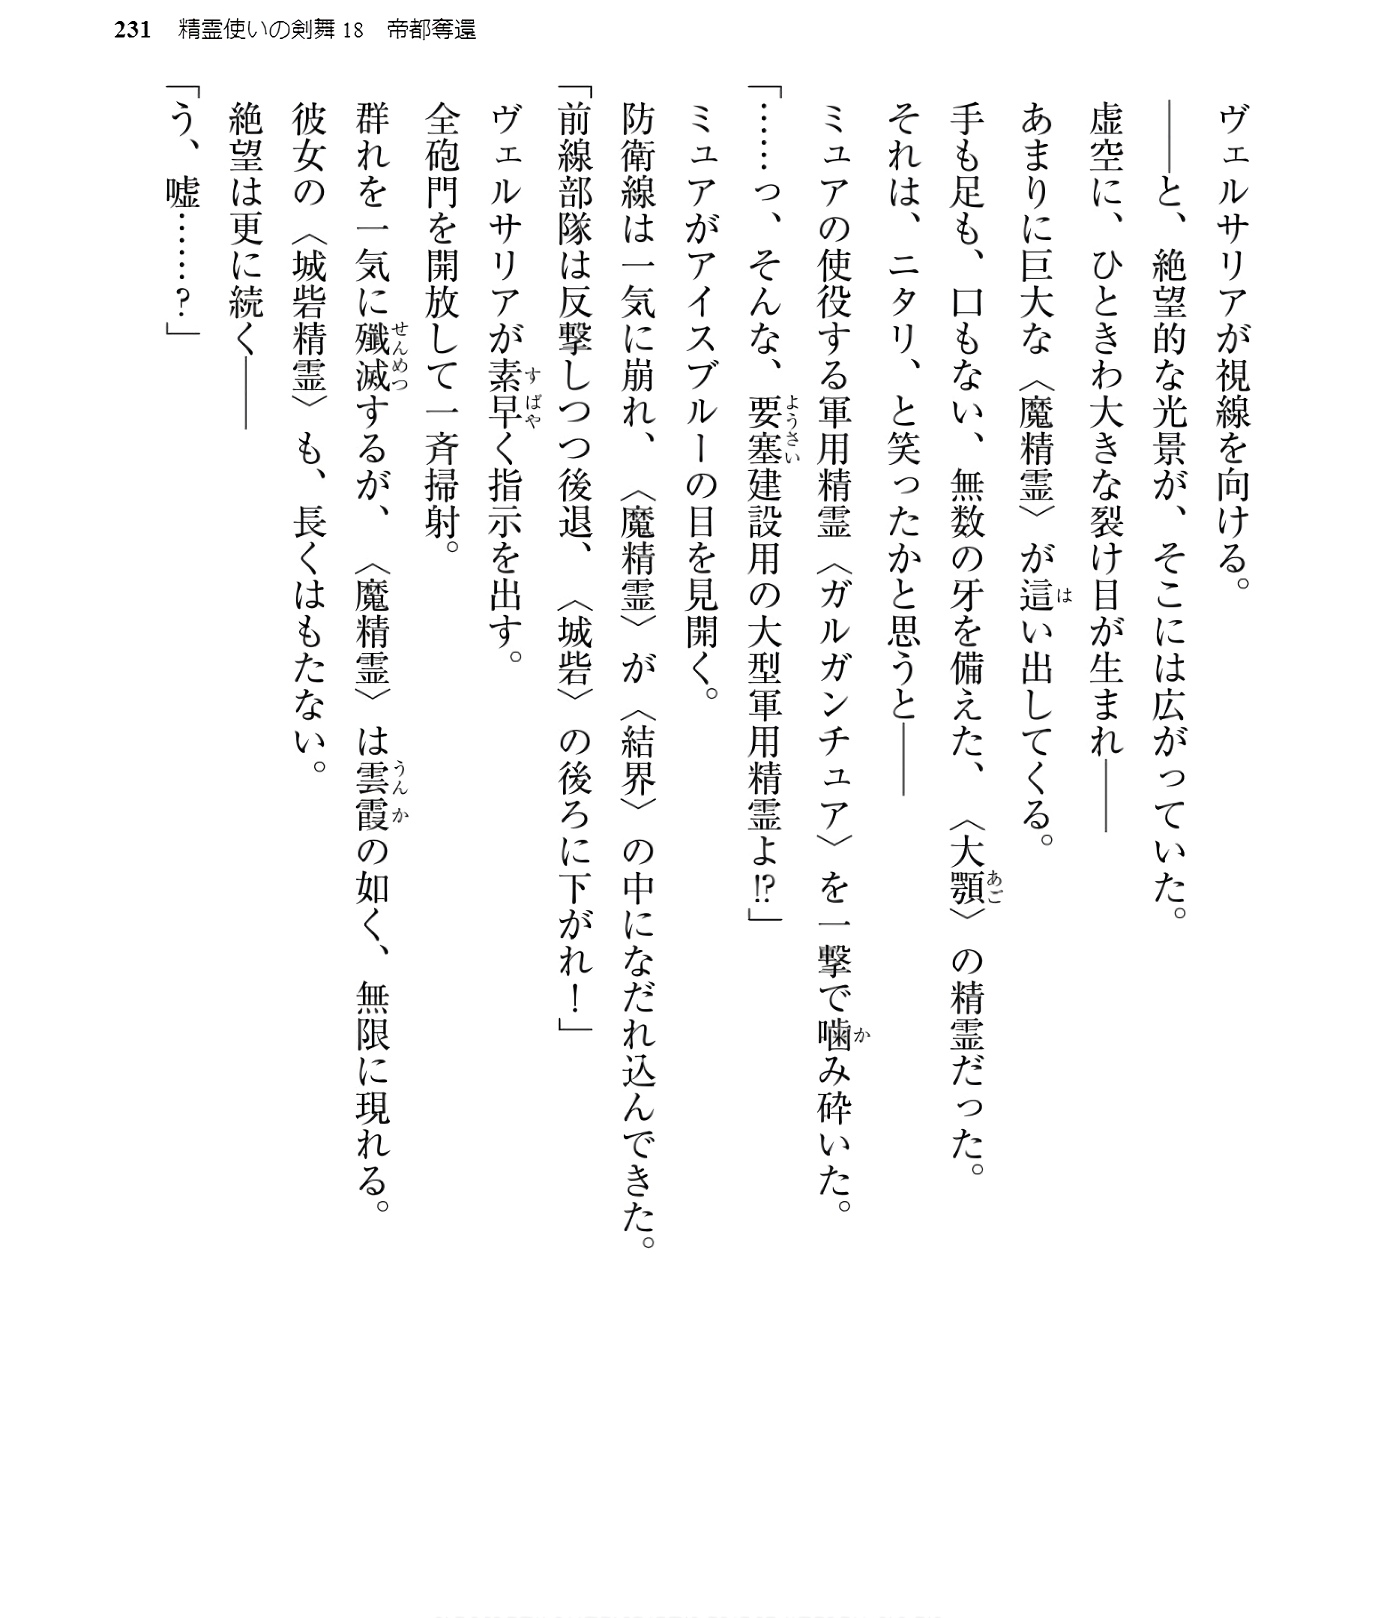 231 精霊使いの剣舞18 帝都奪還
ヴェルサリアが視線を向ける。
――と、絶望的な光景が、そこには広がっていた。
虚空に、ひときわ大きな裂け目が生まれ――
あまりに巨大な〈魔精霊〉が這い出してくる。
手も足も、口もない、無数の牙を備えた、〈大顎〉の精霊だった。
それは、ニタリ、と笑ったかと思うと――
ミュアの使役する軍用精霊〈ガルガンチュア〉を一撃で噛み砕いた。
「……っ、そんな、要塞建設用の大型軍用精霊よ!?」
ミュアがアイスブルーの目を見開く。
防衛線は一気に崩れ、〈魔精霊〉が〈結界〉の中になだれ込んできた。
「前線部隊は反撃しつつ後退、〈城砦〉の後ろに下がれ！」
ヴェルサリアが素早く指示を出す。
全砲門を開放して一斉掃射。
群れを一気に殲滅するが、〈魔精霊〉は雲霞の如く、無限に現れる。
彼女の〈城砦精霊〉も、長くはもたない。
絶望は更に続く――
「う、嘘……？」